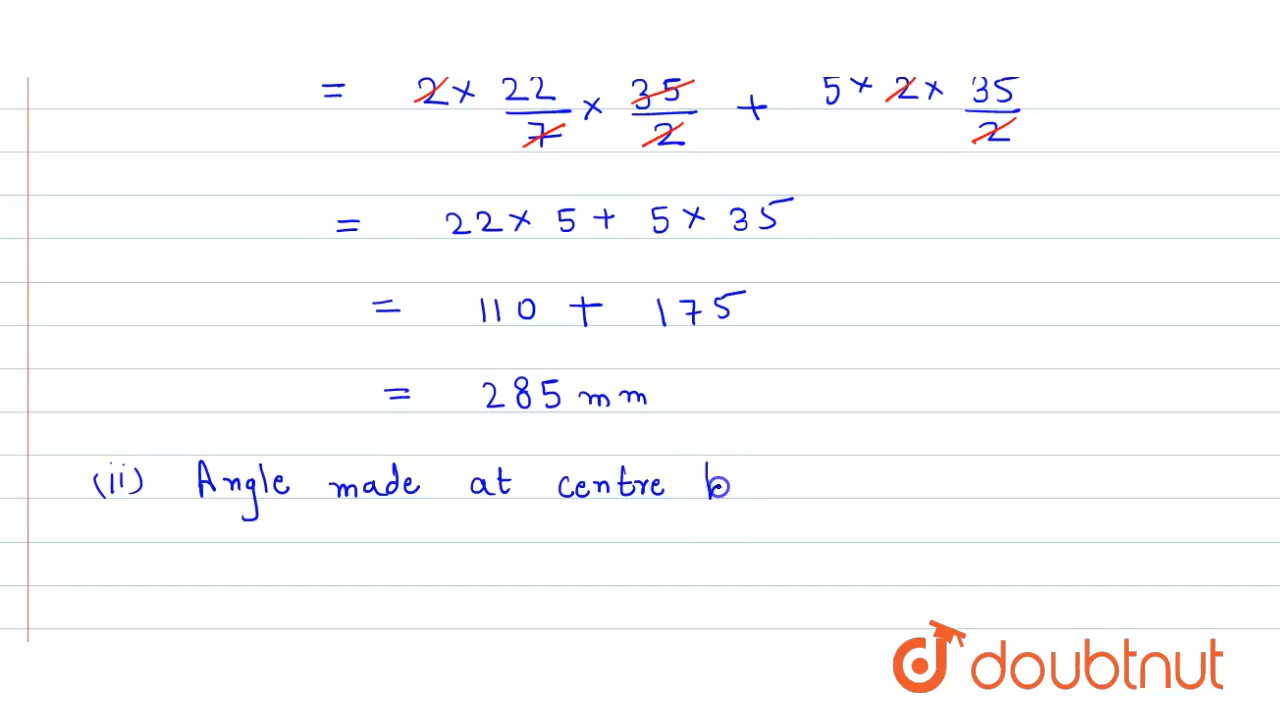 = 2 × 22/7 × 35/2 + 5 × 2 × 35/2
= 22 × 5 + 5 × 35
= 110 + 175
= 285 mm
(ii) Angle made at centre b
doubtnut